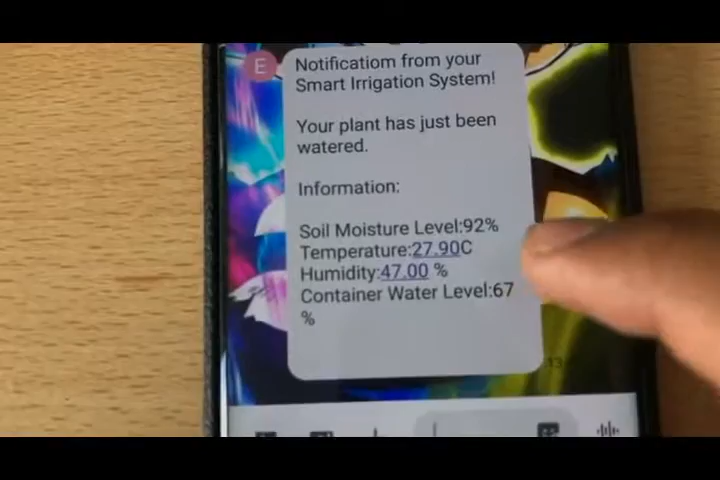 E
Notificatiom from your
Smart Irrigation System!
Your plant has just been
watered.
Information:
Soil Moisture Level:92%
Temperature:27.90C
Humidity:47.00 %
Container Water Level:67
%
:13